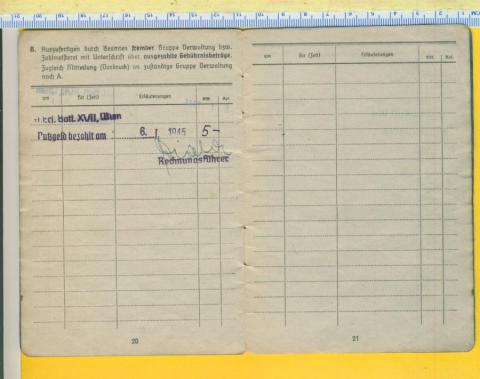 B. Auszufertigen durch Beamten fremder Gruppe Verwaltung bzw.
Zahlmeisterei mit Unterschrift über ausgezahlte Gebührnisbeträge.
Zugleich Mitteilung (Vordruck) an zuständige Gruppe Verwaltung
nach A.
am für (Zeit) Erläuterungen RM Rpf.
Batl. XVII, Wien
Putzgeld bezahlt am: 6. 1 1945 5 –
Rechnungsführer
20
am für (Zeit) Erläuterungen RM Rpf.
21